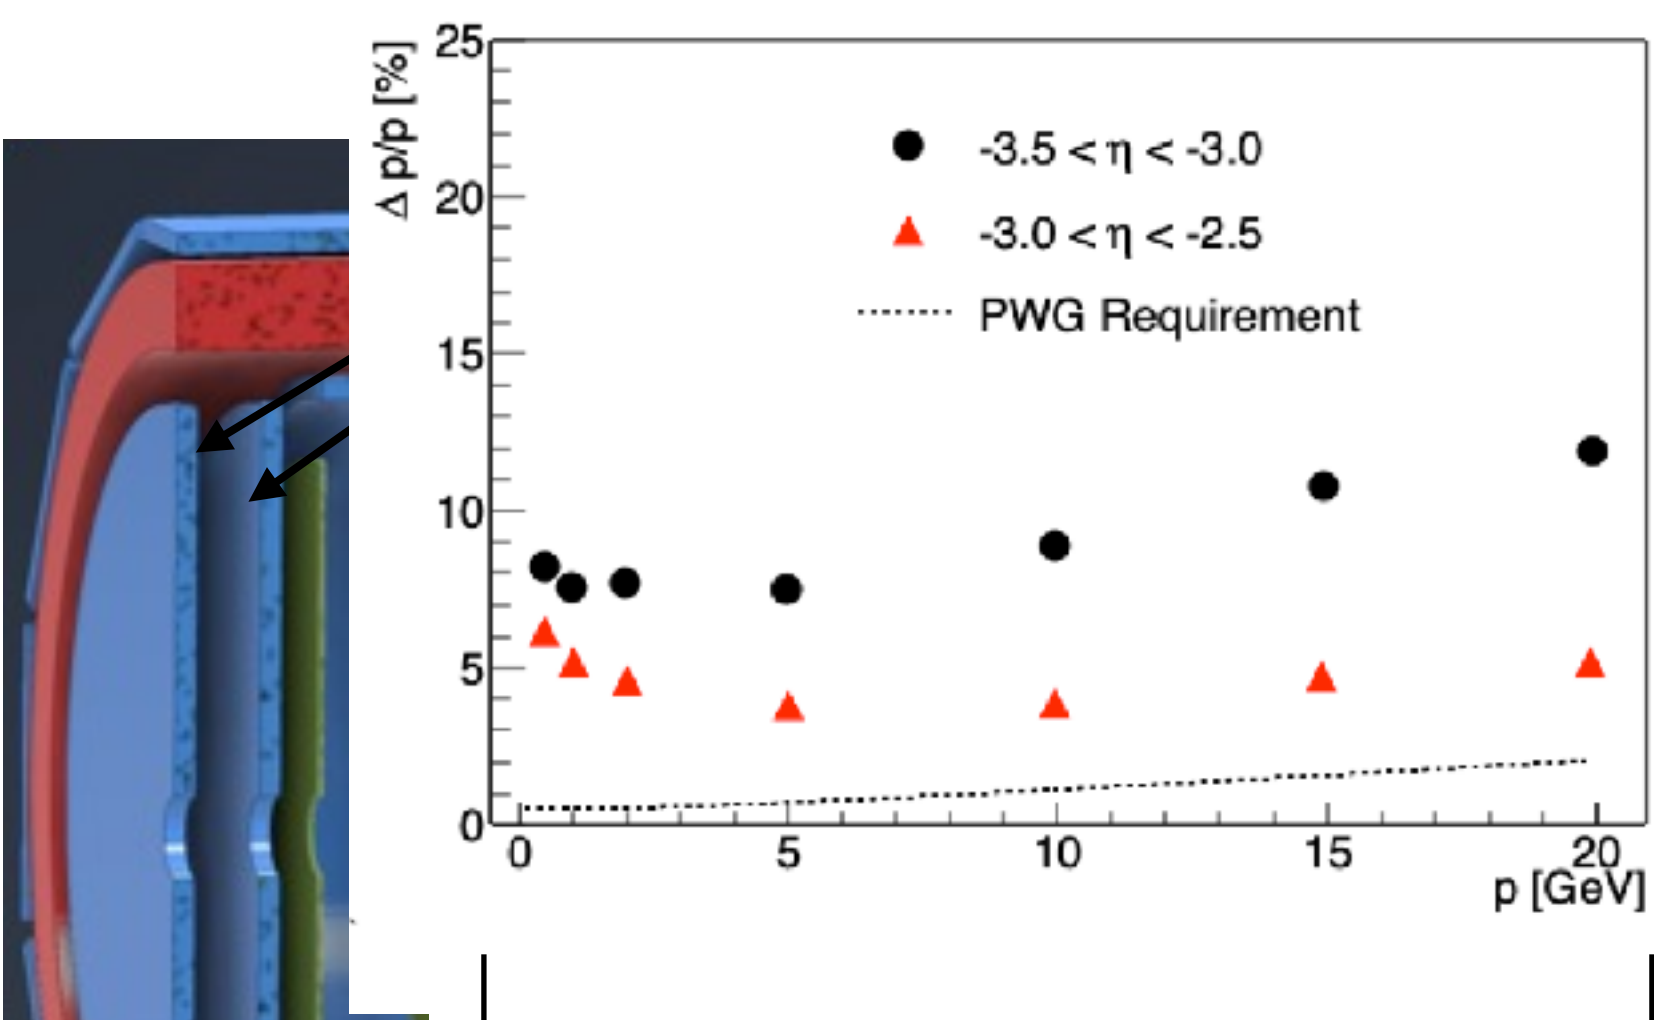 Δ p/p [%]
25
20
15
10
5
0
-3.5 < η < -3.0
-3.0 < η < -2.5
PWG Requirement
0 5 10 15 20
p [GeV]